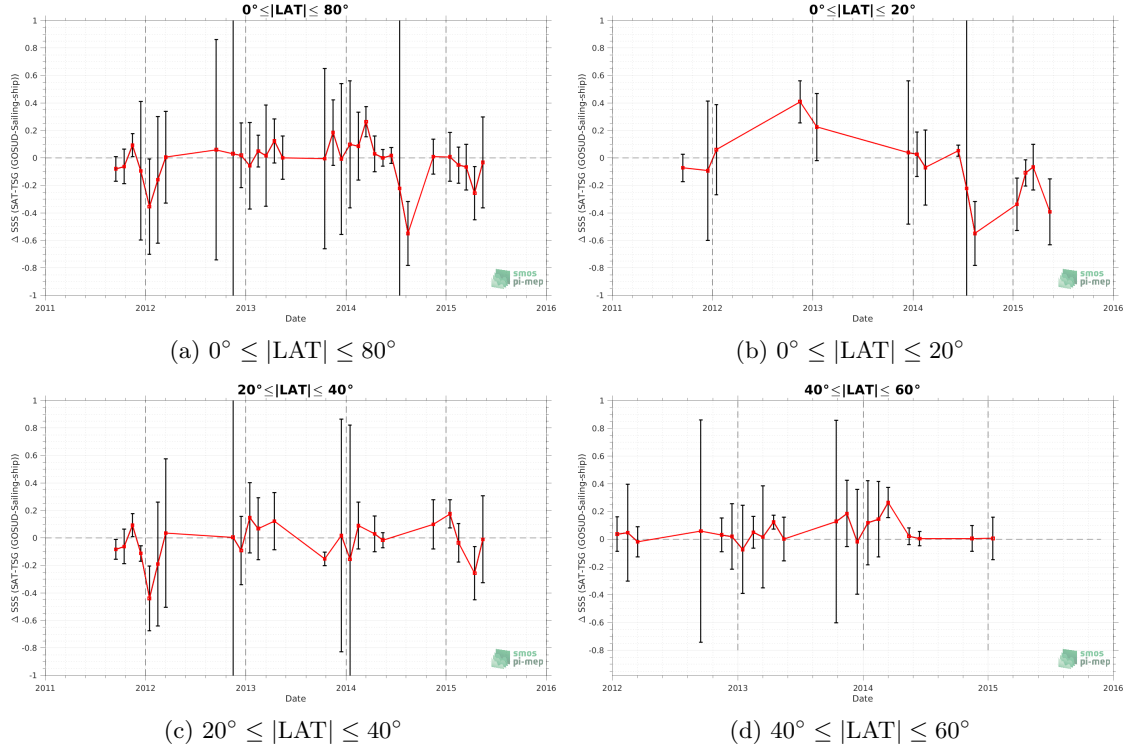 0°≤|LAT|≤ 80°
Δ SSS (SAT-TSG (GOSUD-Sailing-ship))
1
0.8
0.6
0.4
0.2
0
-0.2
-0.4
-0.6
-0.8
-1
2011 2012 2013 2014 2015 2016
Date
smos
pi-mep
(a) 0° ≤ |LAT| ≤ 80°
0°≤|LAT|≤ 20°
Δ SSS (SAT-TSG (GOSUD-Sailing-ship))
1
0.8
0.6
0.4
0.2
0
-0.2
-0.4
-0.6
-0.8
-1
2011 2012 2013 2014 2015 2016
Date
smos
pi-mep
(b) 0° ≤ |LAT| ≤ 20°
20°≤|LAT|≤ 40°
Δ SSS (SAT-TSG (GOSUD-Sailing-ship))
1
0.8
0.6
0.4
0.2
0
-0.2
-0.4
-0.6
-0.8
-1
2011 2012 2013 2014 2015 2016
Date
smos
pi-mep
(c) 20° ≤ |LAT| ≤ 40°
40°≤|LAT|≤ 60°
Δ SSS (SAT-TSG (GOSUD-Sailing-ship))
0.8
0.6
0.4
0.2
0
-0.2
-0.4
-0.6
-0.8
2012 2013 2014 2015 2016
Date
smos
pi-mep
(d) 40° ≤ |LAT| ≤ 60°